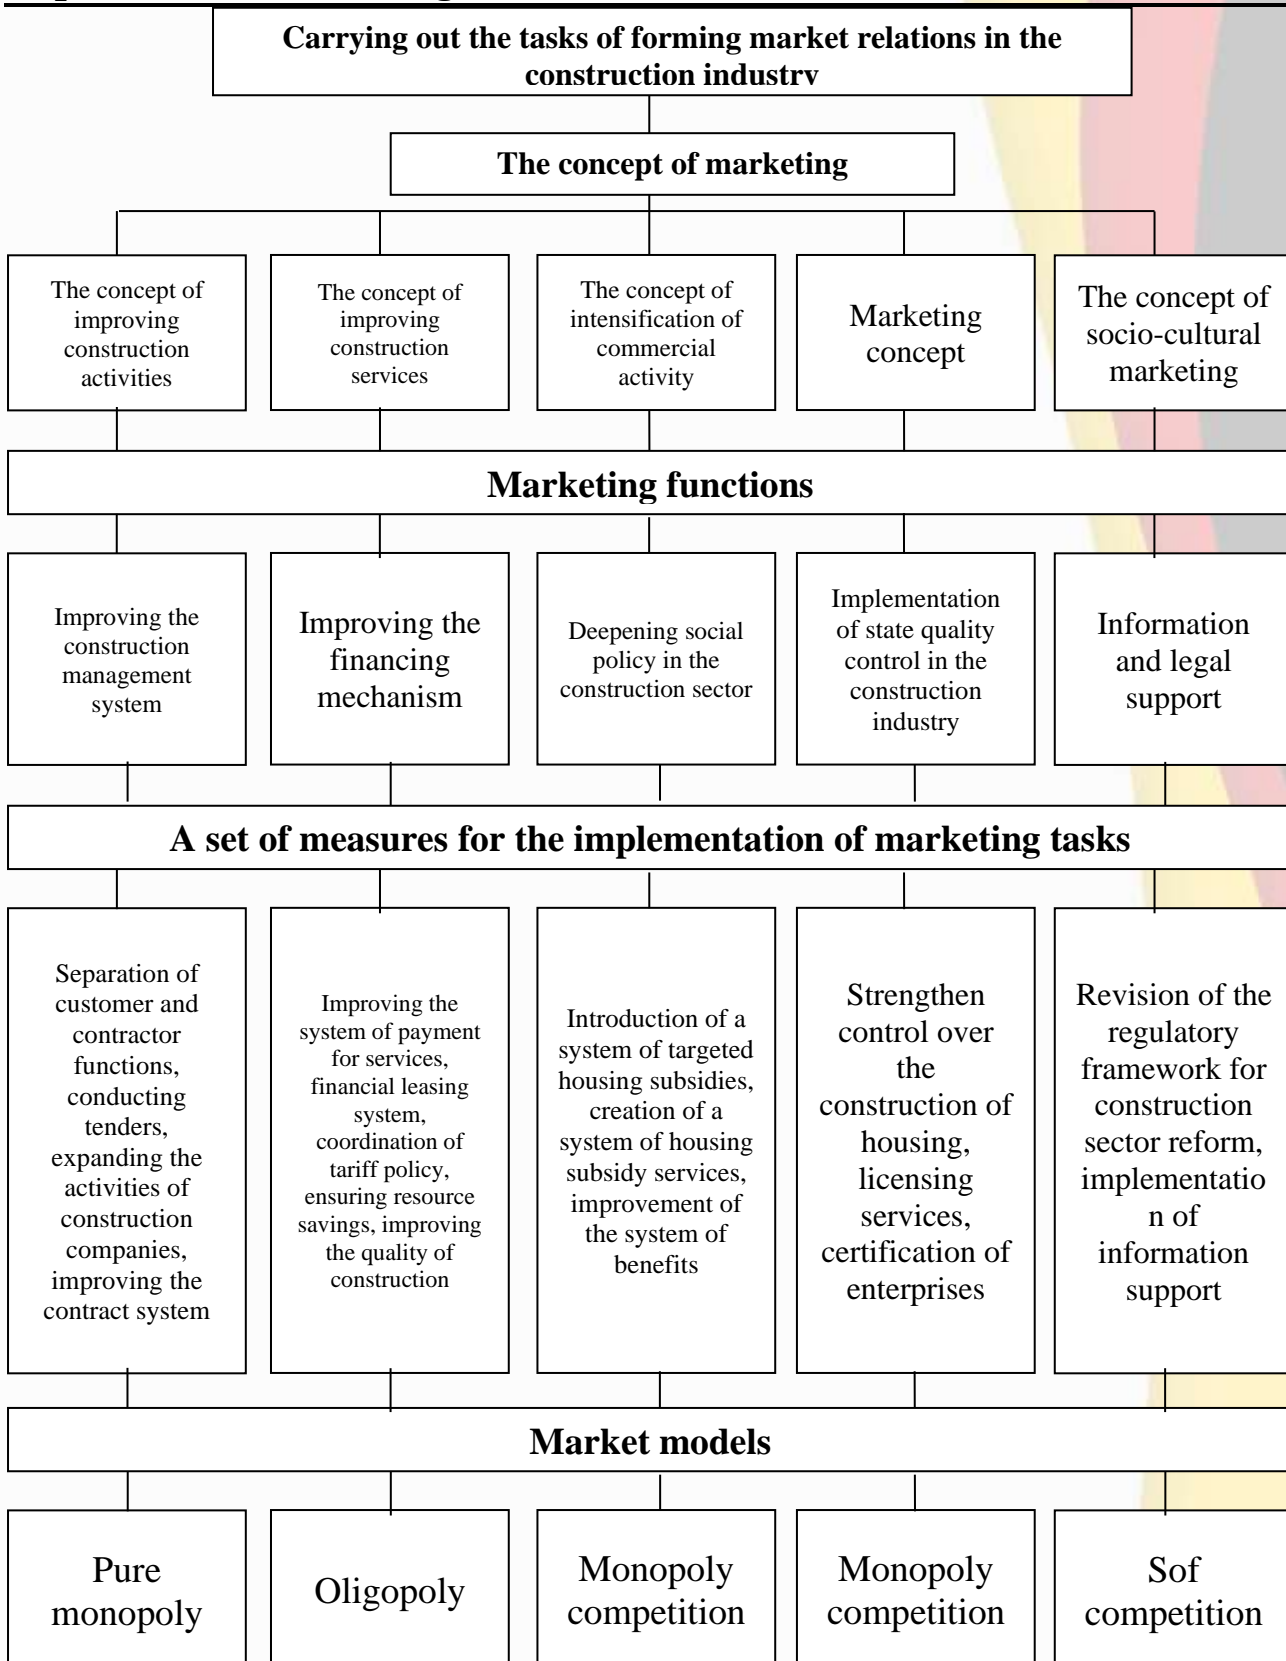 Carrying out the tasks of forming market relations in the
construction industry
The concept of marketing
The concept of
improving
construction
activities
The concept of
improving
construction
services
The concept of
intensification of
commercial
activity
Marketing
concept
The concept of
socio-cultural
marketing
Marketing functions
Improving the
construction
management
system
Improving the
financing
mechanism
Deepening social
policy in the
construction sector
Implementation
of state quality
control in the
construction
industry
Information
and legal
support
A set of measures for the implementation of marketing tasks
Separation of
customer and
contractor
functions,
conducting
tenders,
expanding the
activities of
construction
companies,
improving the
contract system
Improving the
system of payment
for services,
financial leasing
system,
coordination of
tariff policy,
ensuring resource
savings, improving
the quality of
construction
Introduction of a
system of targeted
housing subsidies,
creation of a
system of housing
subsidy services,
improvement of
the system of
benefits
Strengthen
control over
the
construction of
housing,
licensing
services,
certification of
enterprises
Revision of the
regulatory
framework for
construction
sector reform,
implementatio
n of
information
support
Market models
Pure
monopoly
Oligopoly
Monopoly
competition
Monopoly
competition
Sof
competition